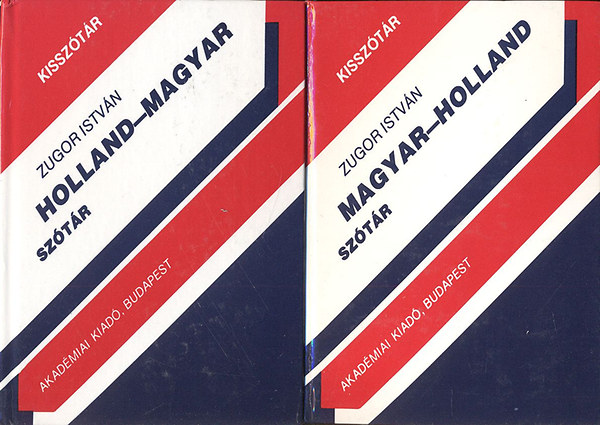 KISSZÓTÁR
ZUGOR ISTVÁN
HOLLAND–MAGYAR
SZÓTÁR
AKADÉMIAI KIADÓ, BUDAPEST
KISSZÓTÁR
ZUGOR ISTVÁN
MAGYAR–HOLLAND
SZÓTÁR
AKADÉMIAI KIADÓ, BUDAPEST